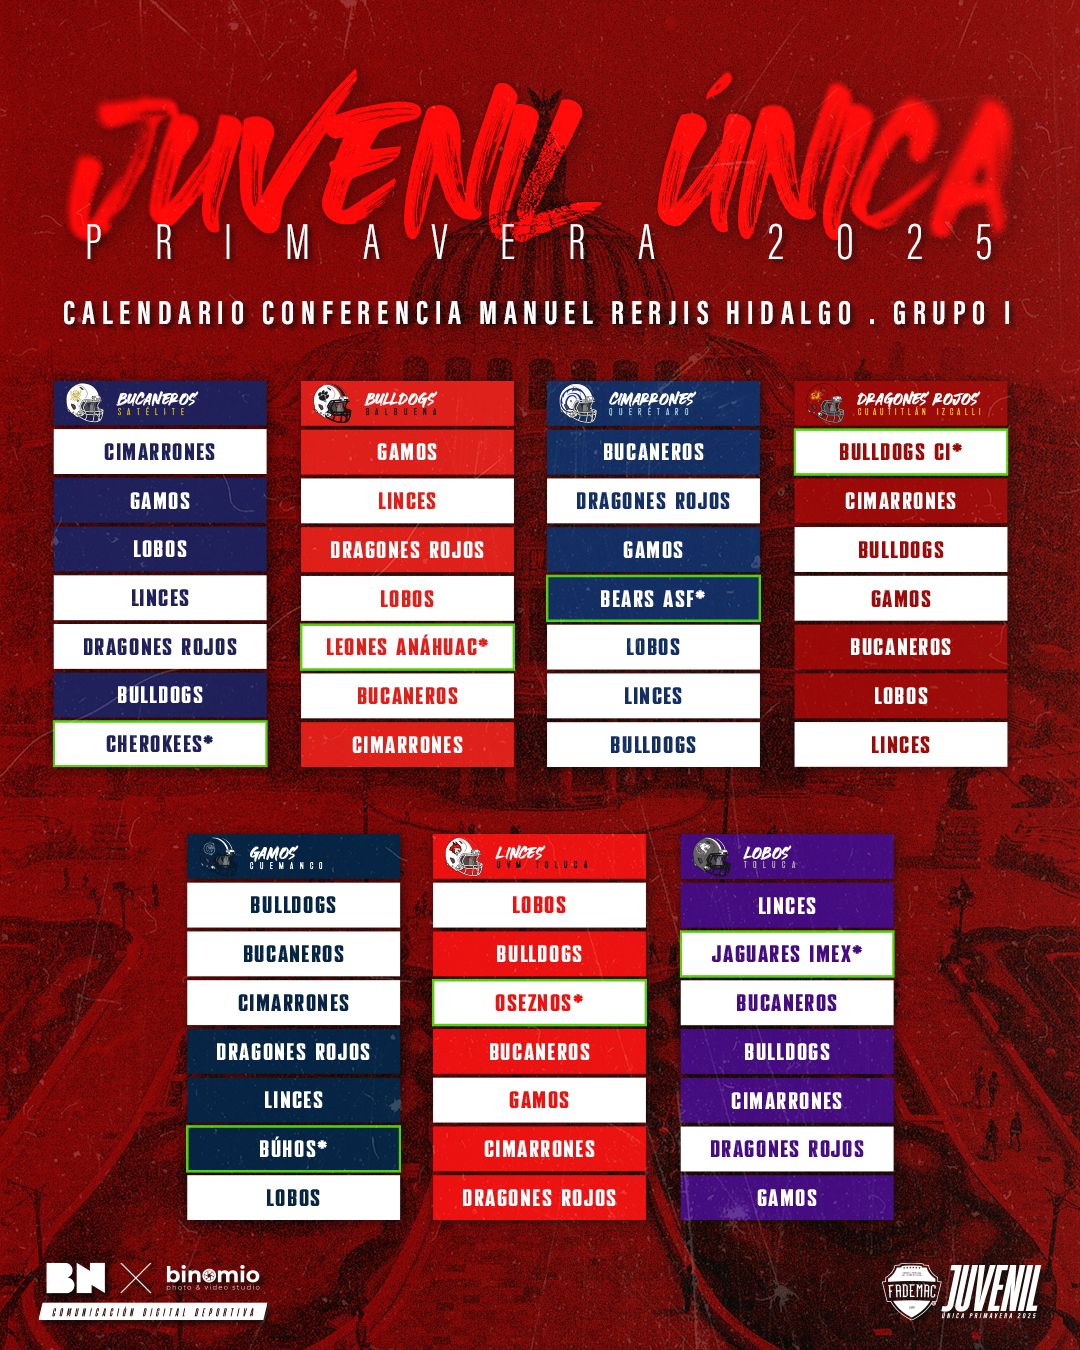 JUVENIL ÚNICA
PRIMAVERA 2025
CALENDARIO CONFERENCIA MANUEL RERJIS HIDALGO . GRUPO I
BUCANEROS
SATÉLITE
CIMARRONES
GAMOS
LOBOS
LINCES
DRAGONES ROJOS
BULLDOGS
CHEROKEES*
BULLDOGS
BALBUENA
GAMOS
LINCES
DRAGONES ROJOS
LOBOS
LEONES ANÁHUAC*
BUCANEROS
CIMARRONES
CIMARRONES
QUERÉTARO
BUCANEROS
DRAGONES ROJOS
GAMOS
BEARS ASF*
LOBOS
LINCES
BULLDOGS
DRAGONES ROJOS
CUAUTITLÁN IZCALLI
BULLDOGS CI*
CIMARRONES
BULLDOGS
GAMOS
BUCANEROS
LOBOS
LINCES
GAMOS
CUEMANCO
BULLDOGS
BUCANEROS
CIMARRONES
DRAGONES ROJOS
LINCES
BÚHOS*
LOBOS
LINCES
UVM TOLUCA
LOBOS
BULLDOGS
OSEZNOS*
BUCANEROS
GAMOS
CIMARRONES
DRAGONES ROJOS
LOBOS
TOLUCA
LINCES
JAGUARES IMEX*
BUCANEROS
BULLDOGS
CIMARRONES
DRAGONES ROJOS
GAMOS
BN
binomio
photo & video studio
COMUNICACIÓN DIGITAL DEPORTIVA
FADEMAC
JUVENIL
ÚNICA PRIMAVERA 2025